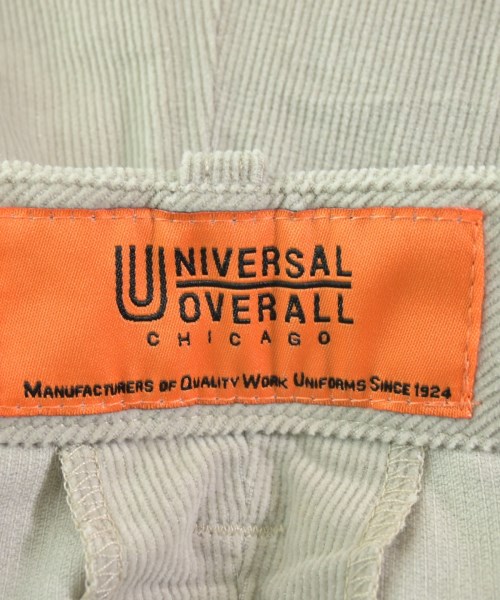 UNIVERSAL
OVERALL
CHICAGO
MANUFACTURERS OF QUALITY WORK UNIFORMS SINCE 1924